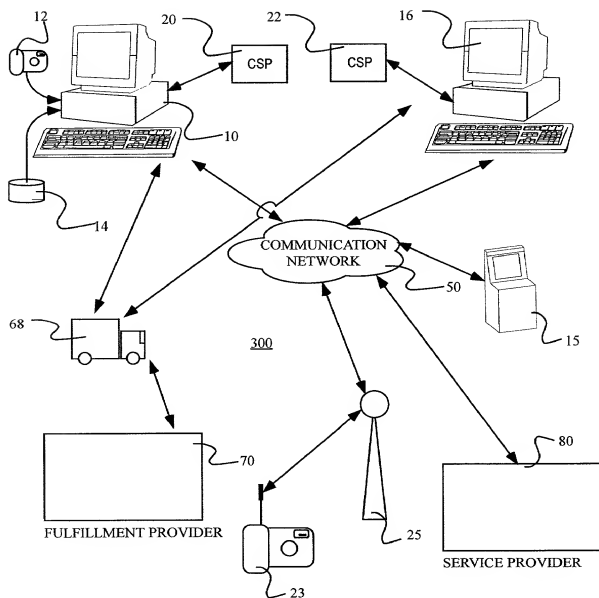 12
20
CSP
22
CSP
16
10
14
COMMUNICATION
NETWORK
50
15
68
300
70
FULFILLMENT PROVIDER
23
25
80
SERVICE PROVIDER